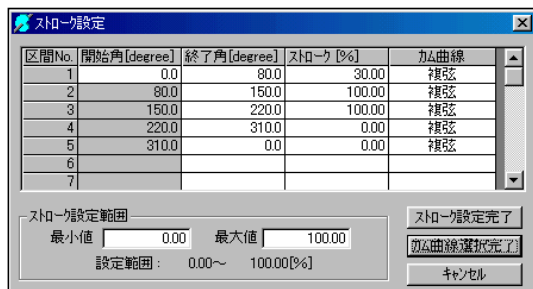 ストローク設定
区間No. 開始角[degree] 終了角[degree] ストローク [%] カム曲線
1 0.0 80.0 30.00 複弦
2 80.0 150.0 100.00 複弦
3 150.0 220.0 100.00 複弦
4 220.0 310.0 0.00 複弦
5 310.0 0.0 0.00 複弦
6
7
ストローク設定範囲
最小値 0.00 最大値 100.00
設定範囲： 0.00～ 100.00[%]
ストローク設定完了
カム曲線選択完了
キャンセル